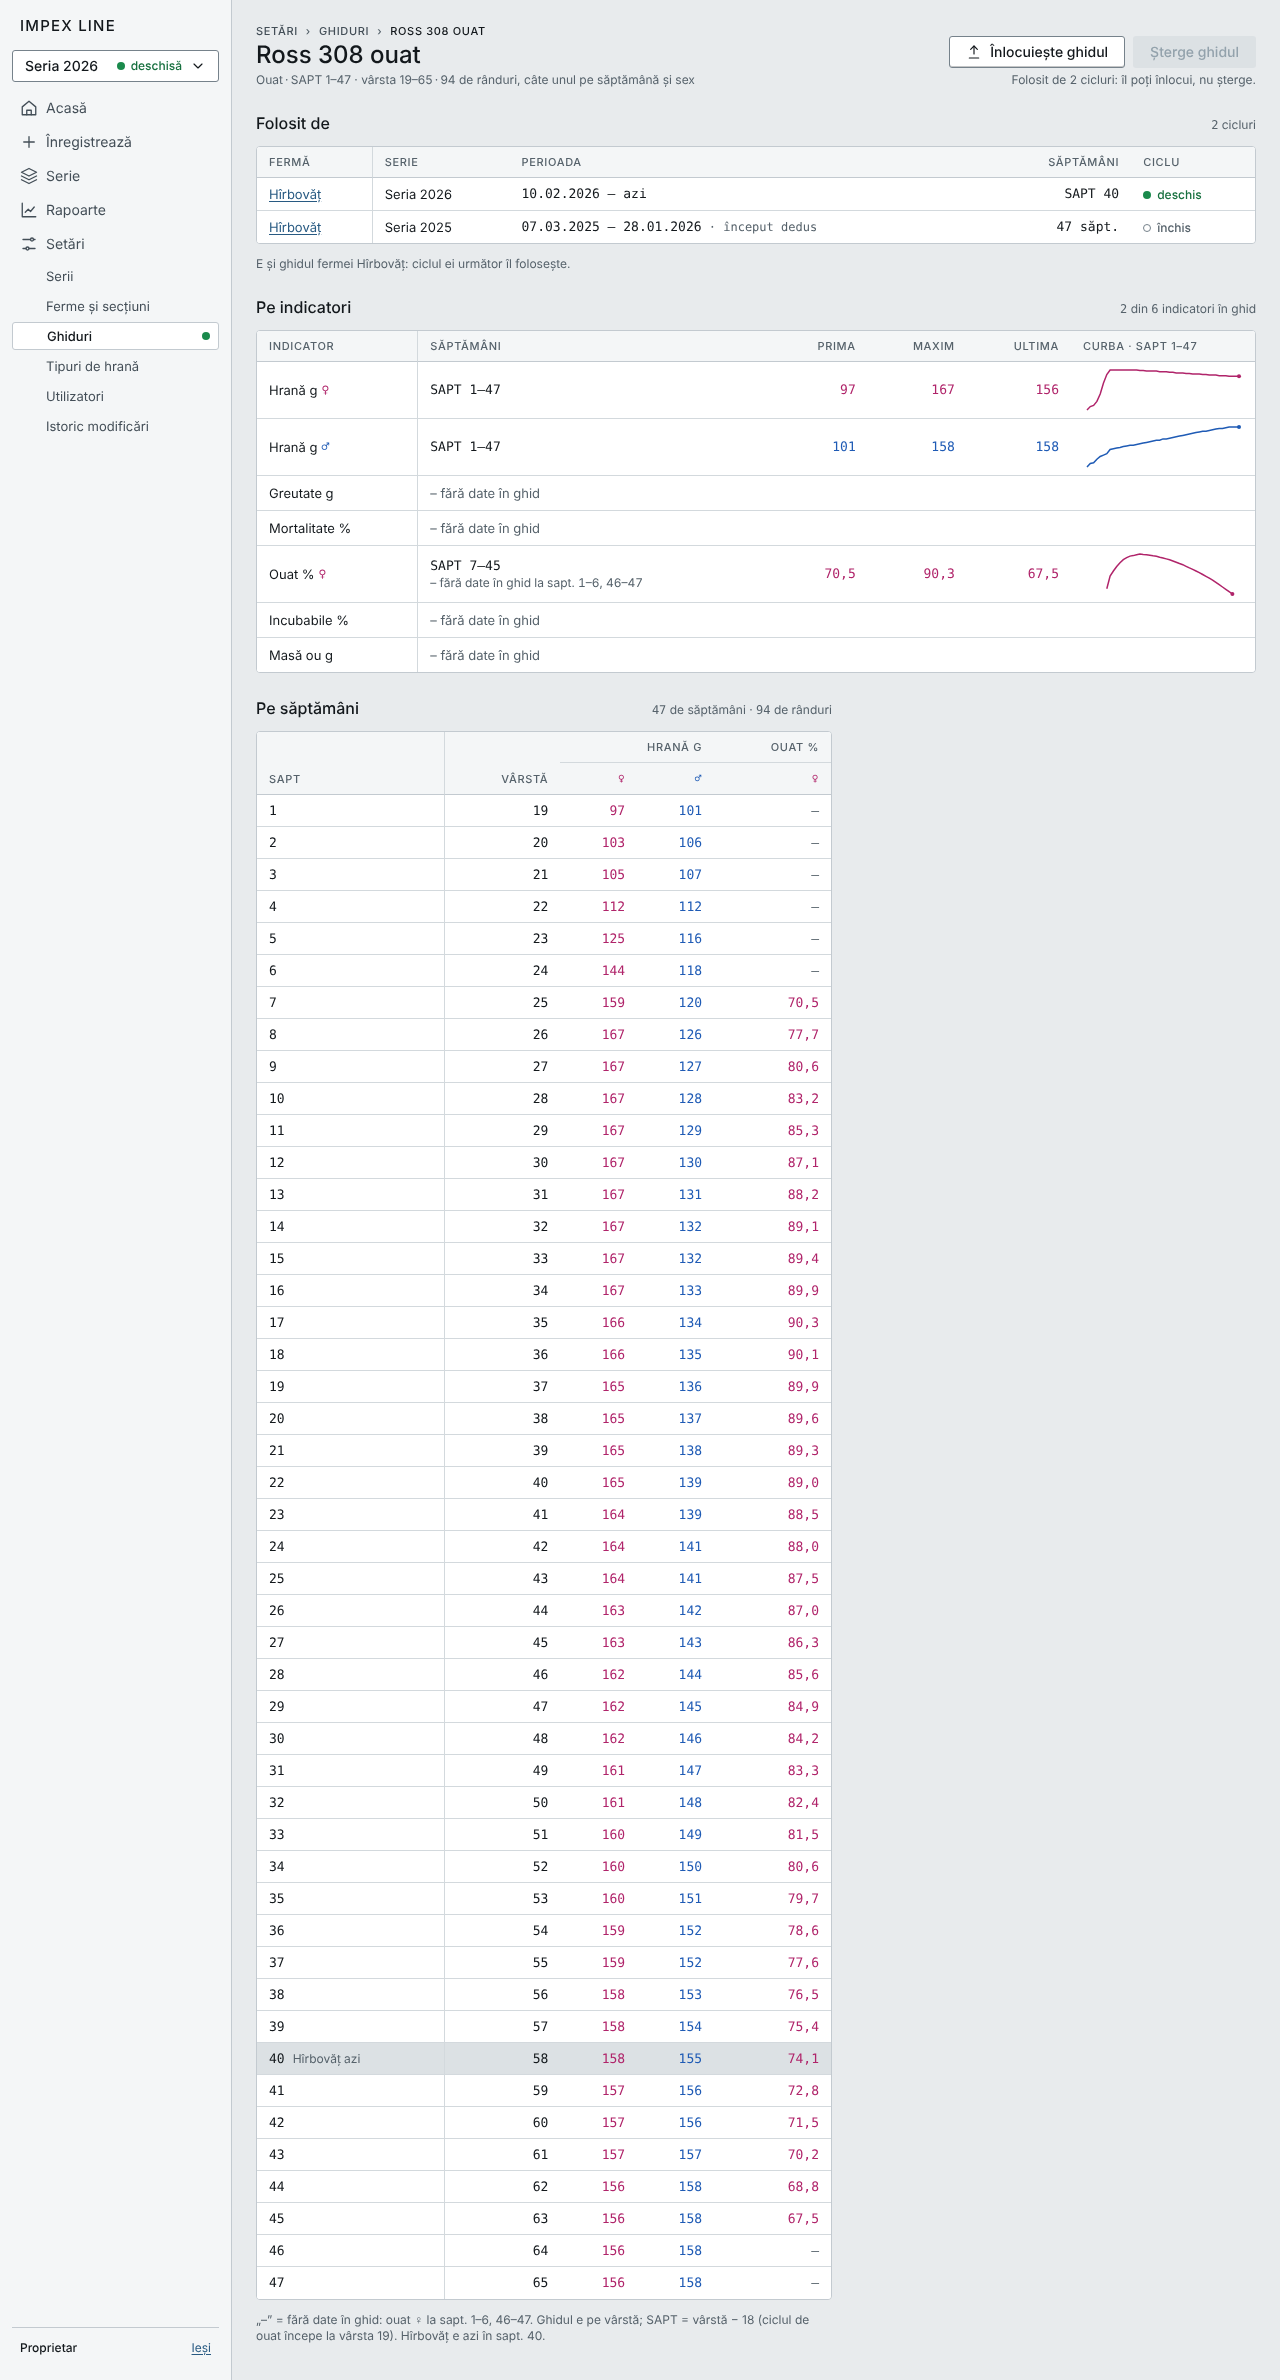 IMPEX LINE
Seria 2026 deschisă
Acasă
Înregistrează
Serie
Rapoarte
Setări
Serii
Ferme și secțiuni
Ghiduri
Tipuri de hrană
Utilizatori
Istoric modificări
Proprietar Ieși
SETĂRI › GHIDURI › ROSS 308 OUAT
Ross 308 ouat
Ouat · SAPT 1–47 · vârsta 19–65 · 94 de rânduri, câte unul pe săptămână și sex
Înlocuiește ghidul Șterge ghidul
Folosit de 2 cicluri: îl poți înlocui, nu șterge.
Folosit de 2 cicluri
FERMĂ SERIE PERIOADA SĂPTĂMÂNI CICLU
Hîrbovăț Seria 2026 10.02.2026 — azi SAPT 40 deschis
Hîrbovăț Seria 2025 07.03.2025 — 28.01.2026 · început dedus 47 săpt. închis
E și ghidul fermei Hîrbovăț: ciclul ei următor îl folosește.
Pe indicatori 2 din 6 indicatori în ghid
INDICATOR SĂPTĂMÂNI PRIMA MAXIM ULTIMA CURBA · SAPT 1–47
Hrană g ♀ SAPT 1–47 97 167 156
Hrană g ♂ SAPT 1–47 101 158 158
Greutate g – fără date în ghid
Mortalitate % – fără date în ghid
Ouat % ♀ SAPT 7–45 70,5 90,3 67,5
– fără date în ghid la sapt. 1–6, 46–47
Incubabile % – fără date în ghid
Masă ou g – fără date în ghid
Pe săptămâni 47 de săptămâni · 94 de rânduri
HRANĂ G OUAT %
SAPT VÂRSTĂ ♀ ♂ ♀
1 19 97 101 –
2 20 103 106 –
3 21 105 107 –
4 22 112 112 –
5 23 125 116 –
6 24 144 118 –
7 25 159 120 70,5
8 26 167 126 77,7
9 27 167 127 80,6
10 28 167 128 83,2
11 29 167 129 85,3
12 30 167 130 87,1
13 31 167 131 88,2
14 32 167 132 89,1
15 33 167 132 89,4
16 34 167 133 89,9
17 35 166 134 90,3
18 36 166 135 90,1
19 37 165 136 89,9
20 38 165 137 89,6
21 39 165 138 89,3
22 40 165 139 89,0
23 41 164 139 88,5
24 42 164 141 88,0
25 43 164 141 87,5
26 44 163 142 87,0
27 45 163 143 86,3
28 46 162 144 85,6
29 47 162 145 84,9
30 48 162 146 84,2
31 49 161 147 83,3
32 50 161 148 82,4
33 51 160 149 81,5
34 52 160 150 80,6
35 53 160 151 79,7
36 54 159 152 78,6
37 55 159 152 77,6
38 56 158 153 76,5
39 57 158 154 75,4
40 Hîrbovăț azi 58 158 155 74,1
41 59 157 156 72,8
42 60 157 156 71,5
43 61 157 157 70,2
44 62 156 158 68,8
45 63 156 158 67,5
46 64 156 158 –
47 65 156 158 –
„–” = fără date în ghid: ouat ♀ la sapt. 1–6, 46–47. Ghidul e pe vârstă; SAPT = vârstă − 18 (ciclul de
ouat începe la vârsta 19). Hîrbovăț e azi în sapt. 40.